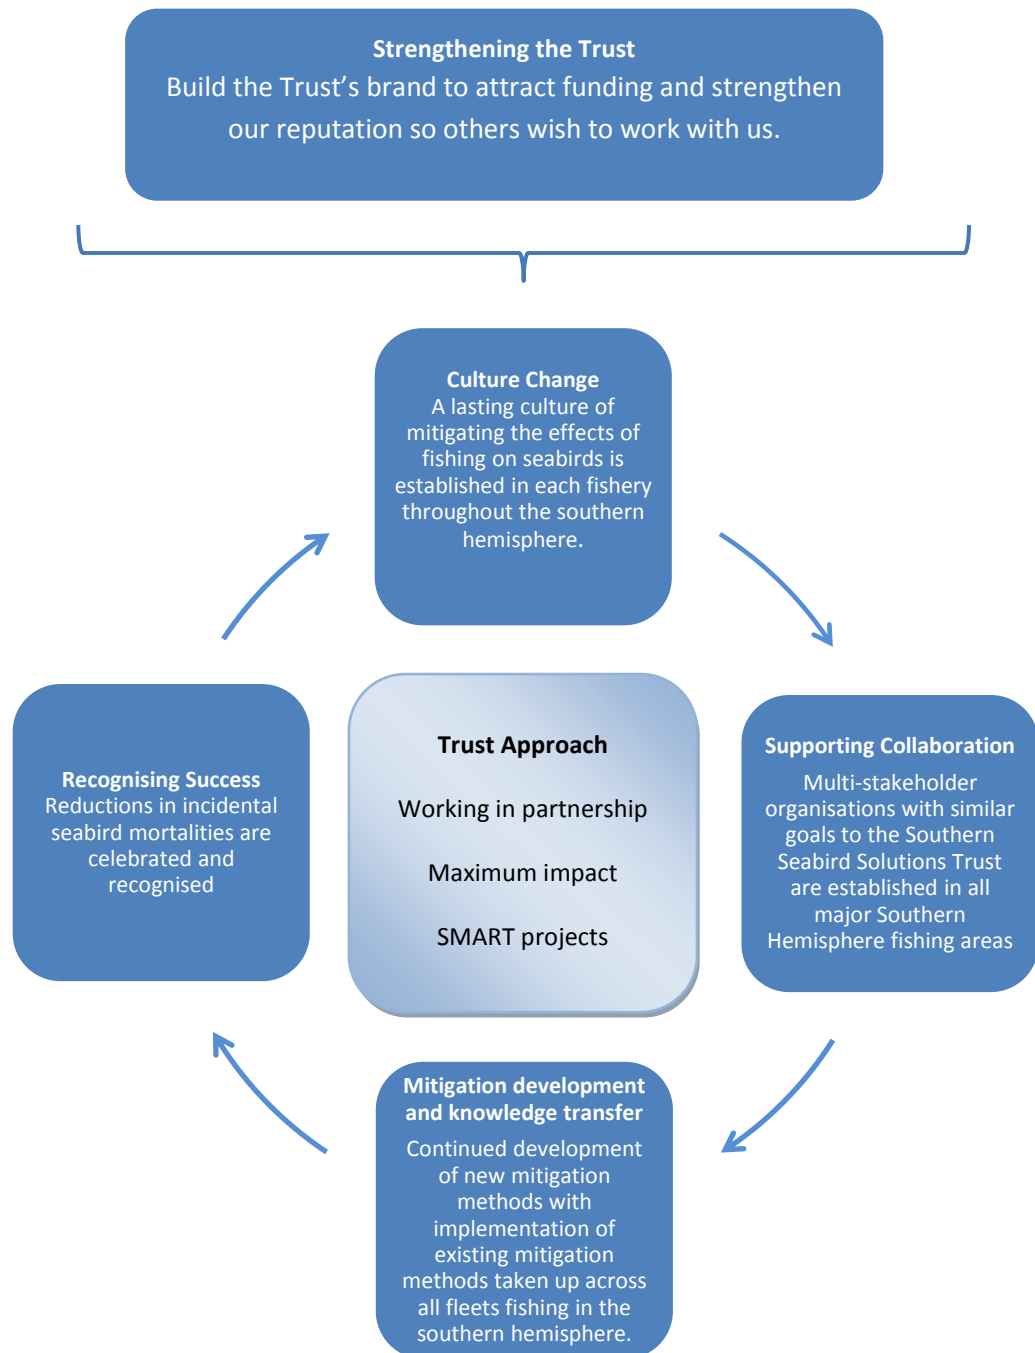 Strengthening the Trust
Build the Trust’s brand to attract funding and strengthen
our reputation so others wish to work with us.
Culture Change
A lasting culture of
mitigating the effects of
fishing on seabirds is
established in each fishery
throughout the southern
hemisphere.
Recognising Success
Reductions in incidental
seabird mortalities are
celebrated and
recognised
Trust Approach
Working in partnership
Maximum impact
SMART projects
Supporting Collaboration
Multi-stakeholder
organisations with similar
goals to the Southern
Seabird Solutions Trust
are established in all
major Southern
Hemisphere fishing areas
Mitigation development
and knowledge transfer
Continued development
of new mitigation
methods with
implementation of
existing mitigation
methods taken up across
all fleets fishing in the
southern hemisphere.